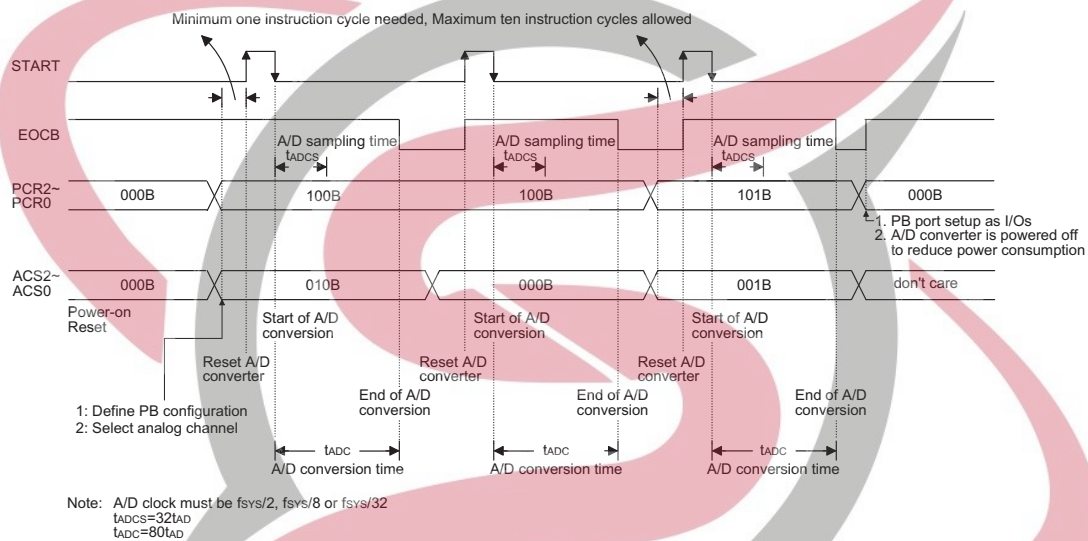 Minimum one instruction cycle needed, Maximum ten instruction cycles allowed
START
EOCB
A/D sampling time
tADCS
A/D sampling time
tADCS
A/D sampling time
tADCS
PCR2~
PCR0
000B
100B
100B
101B
000B
1. PB port setup as I/Os
2. A/D converter is powered off
to reduce power consumption
ACS2~
ACS0
000B
010B
000B
001B
don't care
Power-on
Reset
Start of A/D
conversion
Start of A/D
conversion
Start of A/D
conversion
Reset A/D
converter
Reset A/D
converter
Reset A/D
converter
End of A/D
conversion
End of A/D
conversion
End of A/D
conversion
1: Define PB configuration
2: Select analog channel
tADC
A/D conversion time
tADC
A/D conversion time
tADC
A/D conversion time
Note: A/D clock must be fSYS/2, fSYS/8 or fSYS/32
tADCS=32tAD
tADC=80tAD